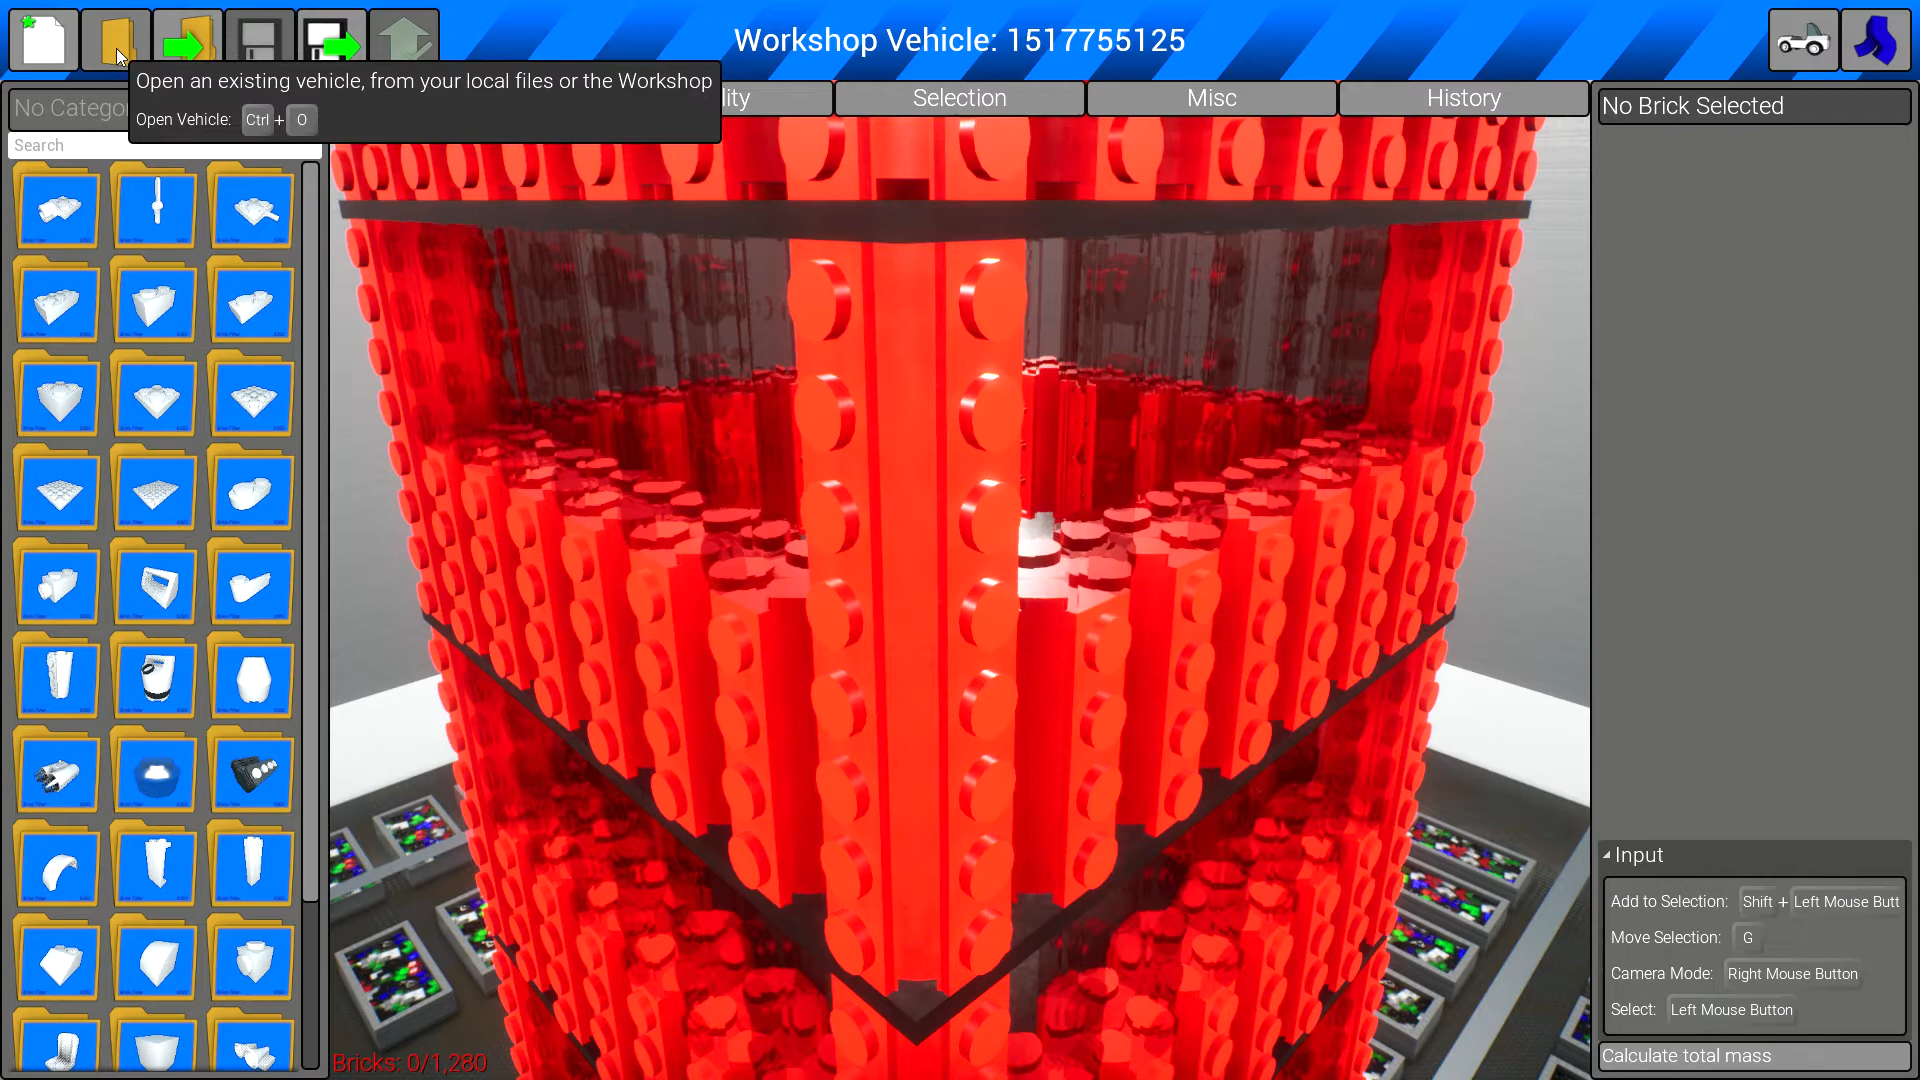 Workshop Vehicle: 1517755125
Open an existing vehicle, from your local files or the Workshop
Open Vehicle: Ctrl + O
No Catego
Search
lity
Selection
Misc
History
No Brick Selected
Input
Add to Selection: Shift + Left Mouse Butt
Move Selection: G
Camera Mode: Right Mouse Button
Select: Left Mouse Button
Calculate total mass
Bricks: 0/1,280